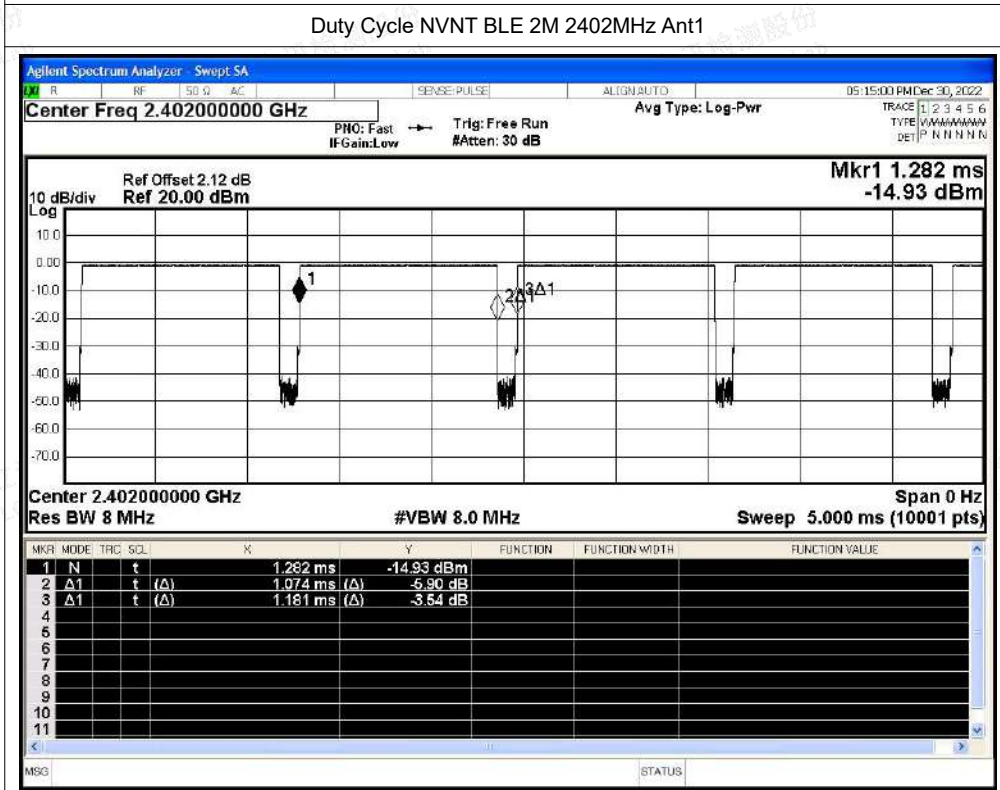 Duty Cycle NVNT BLE 2M 2402MHz Ant1
Agilent Spectrum Analyzer - Swept SA
LXI R RF 50 Ω AC SENSE:PULSE ALIGN AUTO 05:15:00 PM Dec 30, 2022
Center Freq 2.402000000 GHz
PNO: Fast
IFGain:Low
Trig: Free Run
#Atten: 30 dB
Avg Type: Log-Pwr
TRACE 1 2 3 4 5 6
TYPE
DET P N N N N N
Mkr1 1.282 ms
-14.93 dBm
Ref Offset 2.12 dB
10 dB/div Ref 20.00 dBm
Log
10.0
0.00
-10.0
-20.0
-30.0
-40.0
-50.0
-60.0
-70.0
1
2Δ1
3Δ1
Center 2.402000000 GHz Span 0 Hz
Res BW 8 MHz #VBW 8.0 MHz Sweep 5.000 ms (10001 pts)
MKR MODE TRC SCL X Y FUNCTION FUNCTION WIDTH FUNCTION VALUE
1 N t 1.282 ms -14.93 dBm
2 Δ1 t (Δ) 1.074 ms (Δ) -5.90 dB
3 Δ1 t (Δ) 1.181 ms (Δ) -3.54 dB
4
5
6
7
8
9
10
11
MSG STATUS